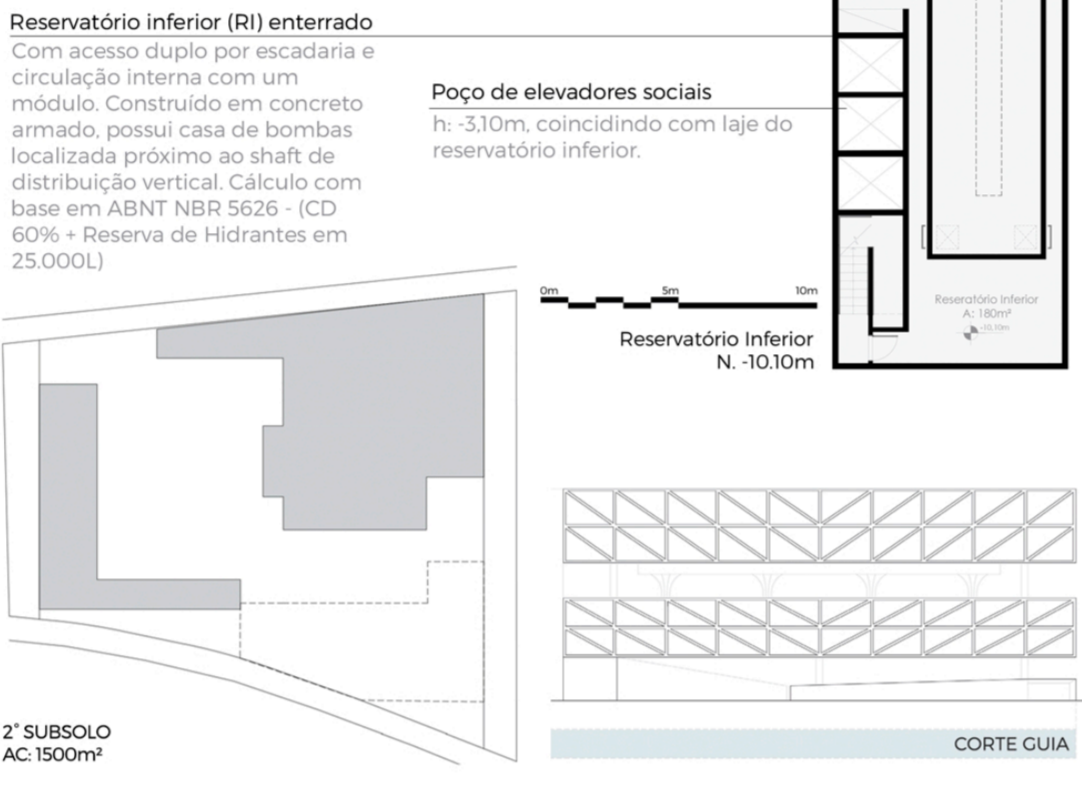 Reservatório inferior (RI) enterrado
Com acesso duplo por escadaria e
circulação interna com um
módulo. Construído em concreto
armado, possui casa de bombas
localizada próximo ao shaft de
distribuição vertical. Cálculo com
base em ABNT NBR 5626 - (CD
60% + Reserva de Hidrantes em
25.000L)
Poço de elevadores sociais
h: -3,10m, coincidindo com laje do
reservatório inferior.
0m 5m 10m
Reservatório Inferior
N. -10.10m
Reseratório Inferior
A: 180m²
-10,10m
2° SUBSOLO
AC: 1500m²
CORTE GUIA